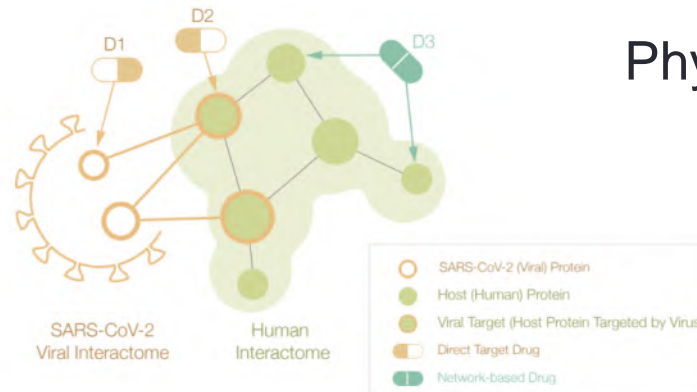 D1
D2
D3
Phy
SARS-CoV-2
Viral Interactome
Human
Interactome
SARS-CoV-2 (Viral) Protein
Host (Human) Protein
Viral Target (Host Protein Targeted by Virus
Direct Target Drug
Network-based Drug